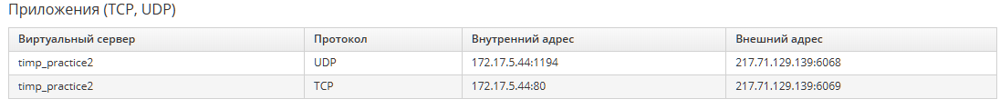 Приложения (TCP, UDP)
Виртуальный сервер Протокол Внутренний адрес Внешний адрес
timp_practice2 UDP 172.17.5.44:1194 217.71.129.139:6068
timp_practice2 TCP 172.17.5.44:80 217.71.129.139:6069